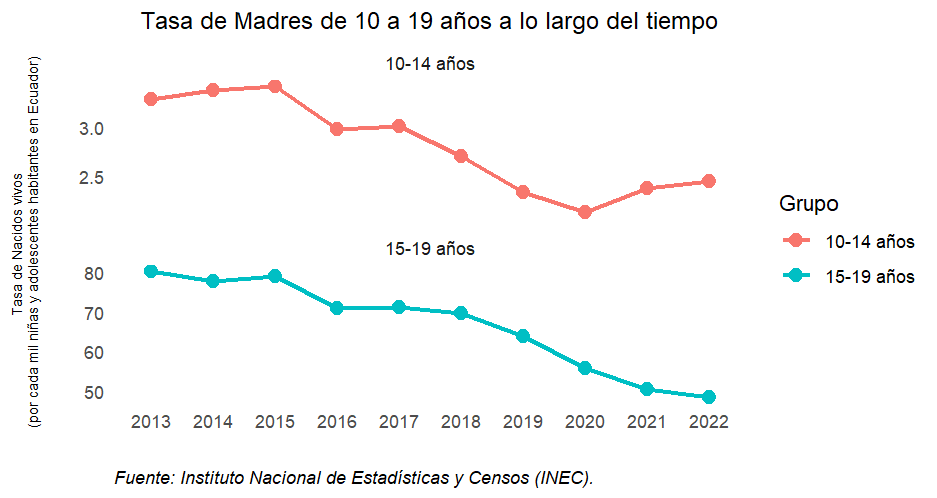 Tasa de Madres de 10 a 19 años a lo largo del tiempo
Tasa de Nacidos vivos
(por cada mil niñas y adolescentes habitantes en Ecuador)
10-14 años
3.0
2.5
15-19 años
80
70
60
50
2013 2014 2015 2016 2017 2018 2019 2020 2021 2022
Grupo
10-14 años
15-19 años
Fuente: Instituto Nacional de Estadísticas y Censos (INEC).